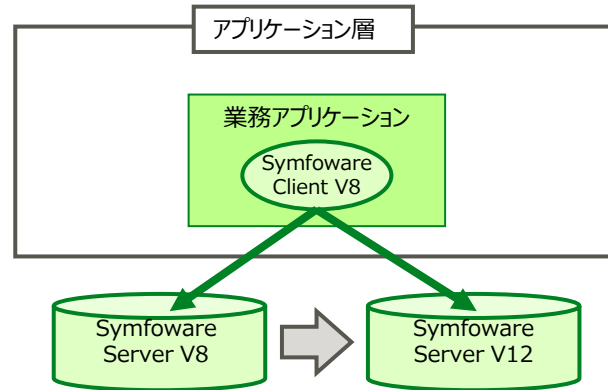 アプリケーション層
業務アプリケーション
Symfoware
Client V8
Symfoware
Server V8
Symfoware
Server V12